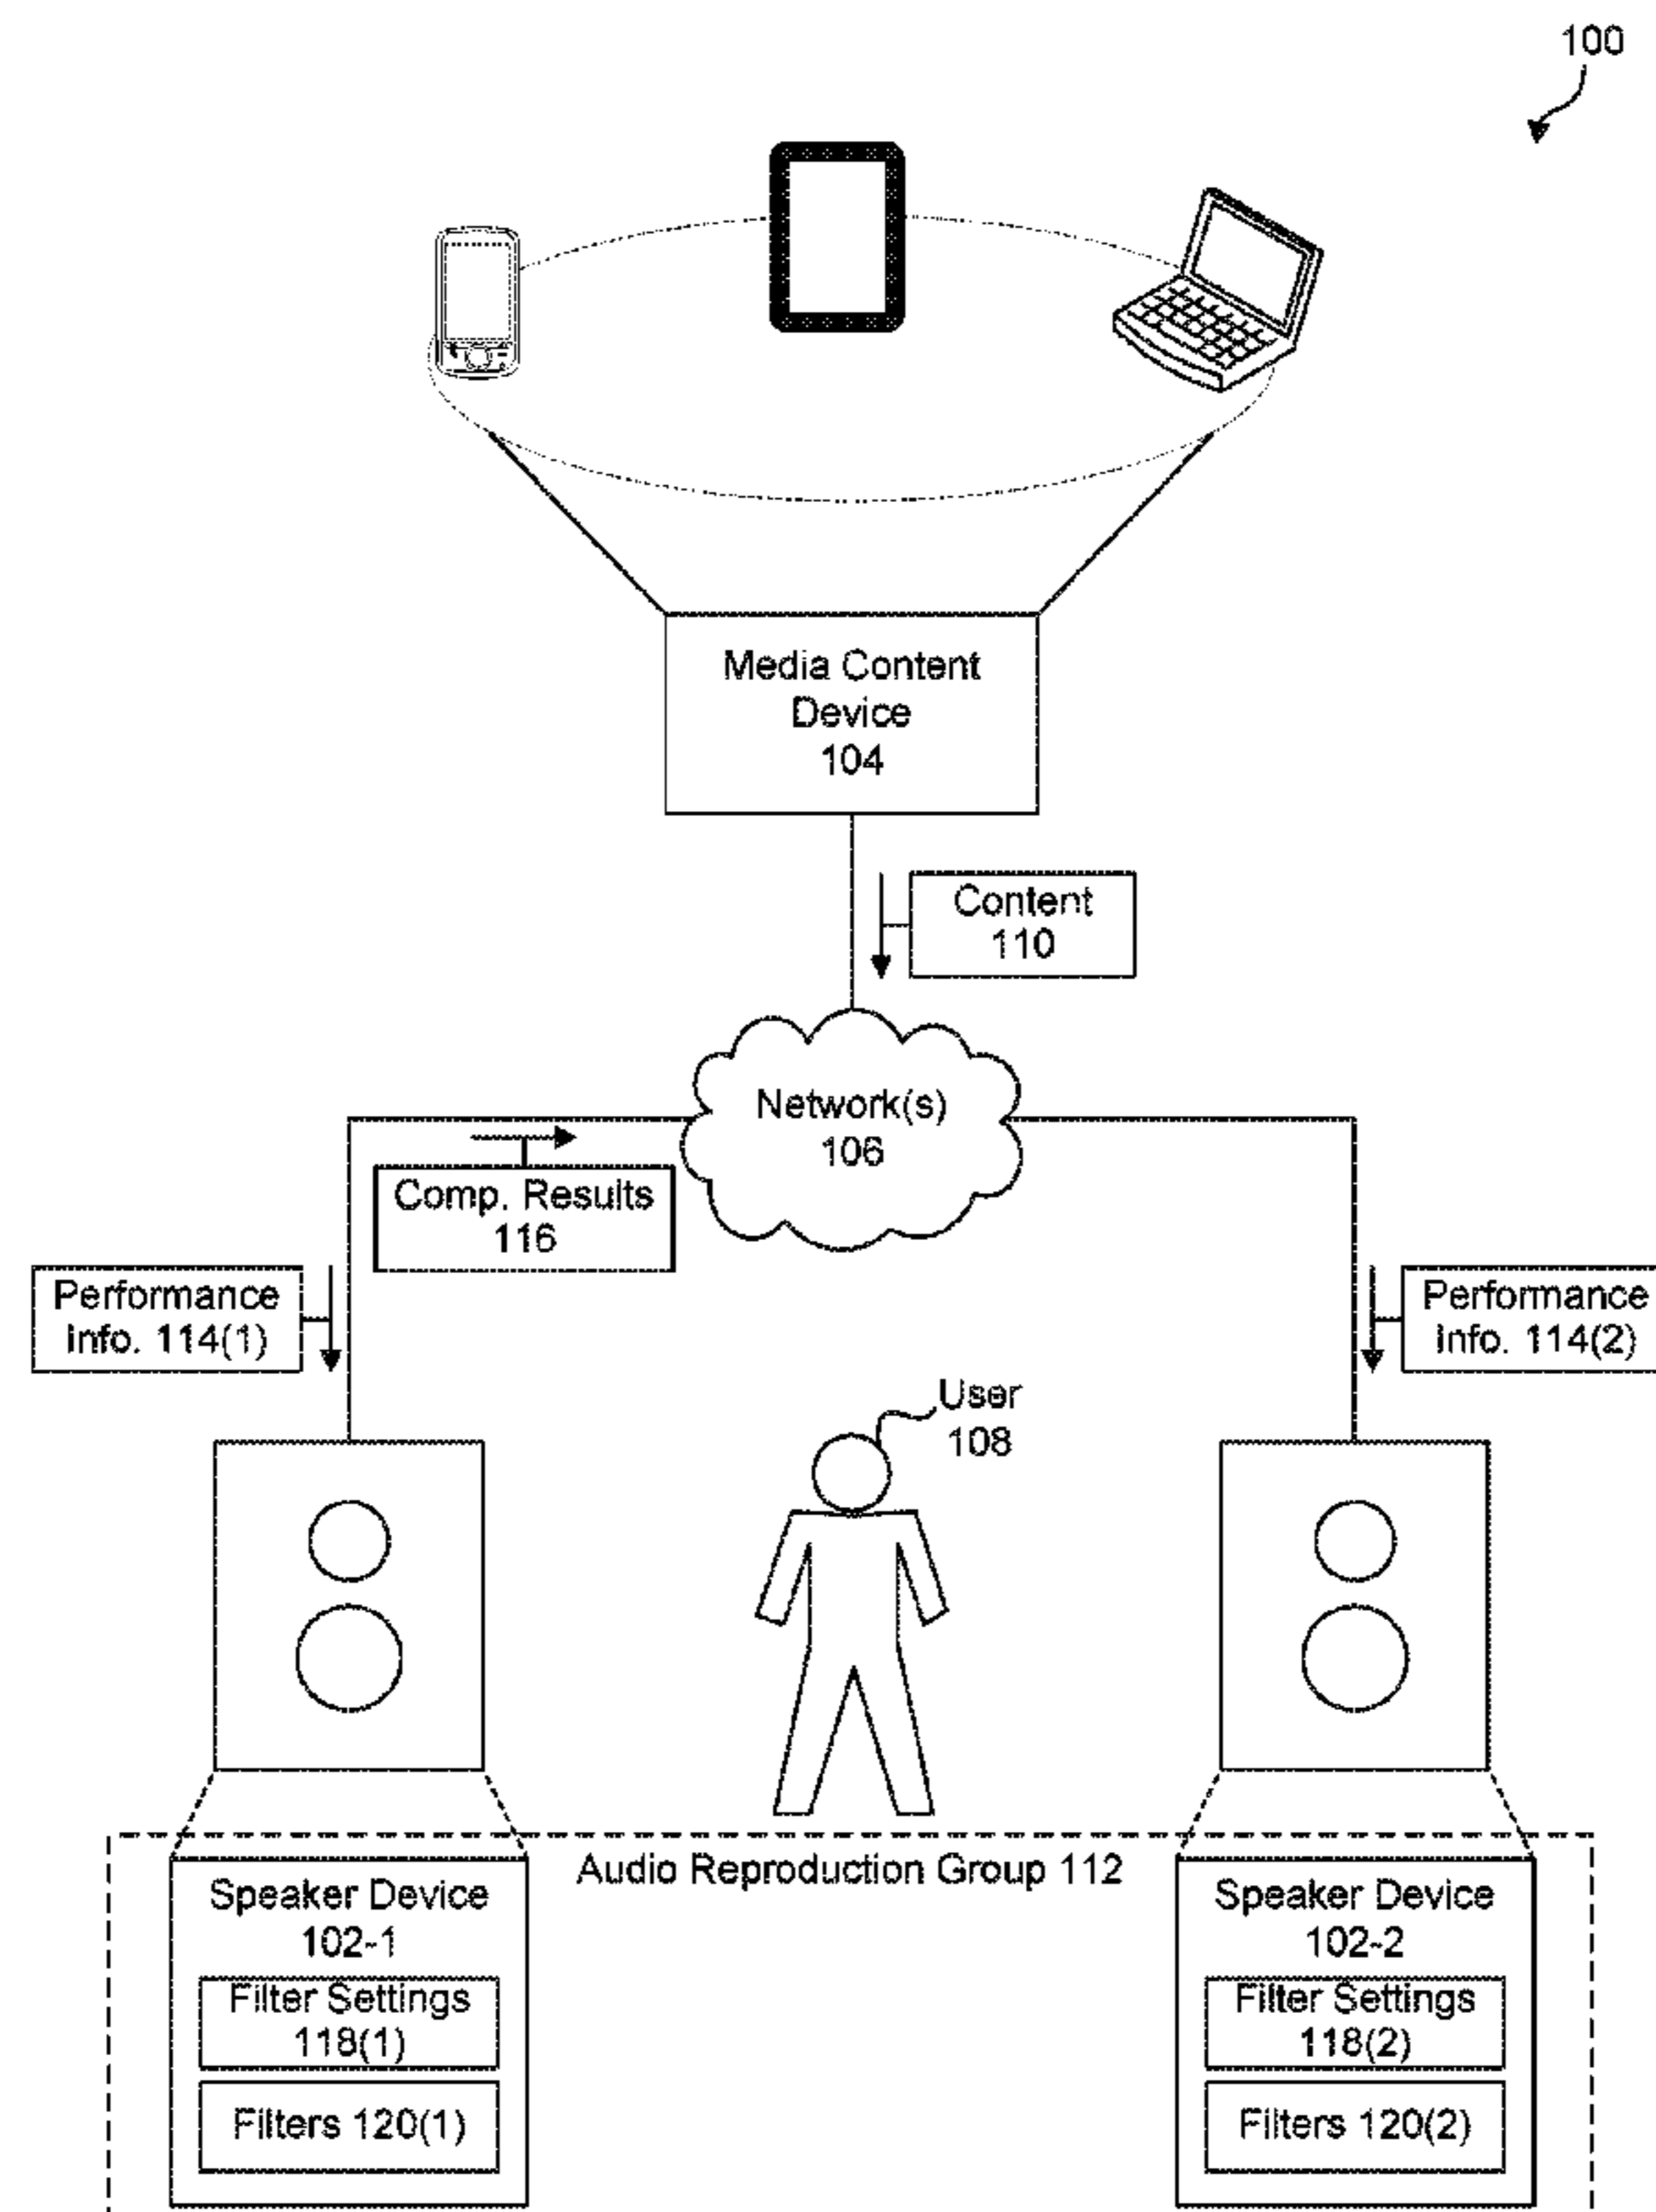 100
Media Content
Device
104
Content
110
Network(s)
106
Comp. Results
116
Performance
Info. 114(1)
Performance
Info. 114(2)
User
108
Audio Reproduction Group 112
Speaker Device
102-1
Filter Settings
118(1)
Filters 120(1)
Speaker Device
102-2
Filter Settings
118(2)
Filters 120(2)